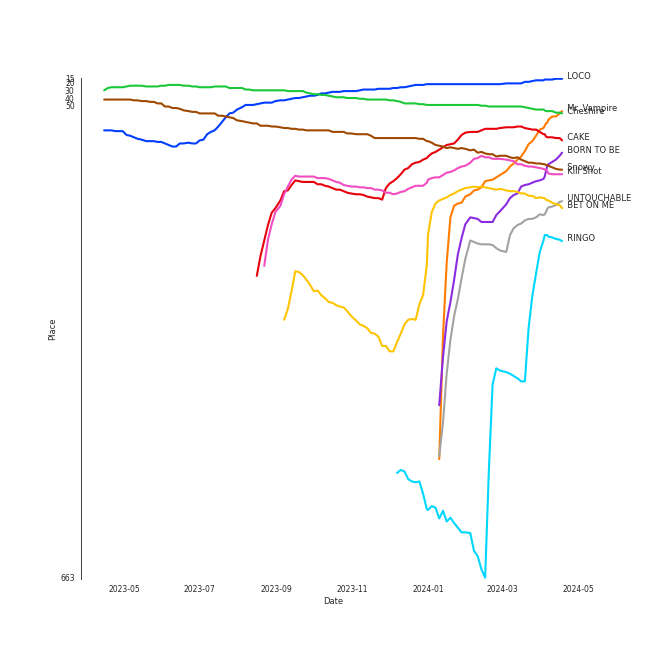 15
20
30
40
50
663
Place
2023-05
2023-07
2023-09
2023-11
2024-01
2024-03
2024-05
Date
LOCO
Mr. Vampire
Cheshire
CAKE
BORN TO BE
Snowy
Kill Shot
UNTOUCHABLE
BET ON ME
RINGO